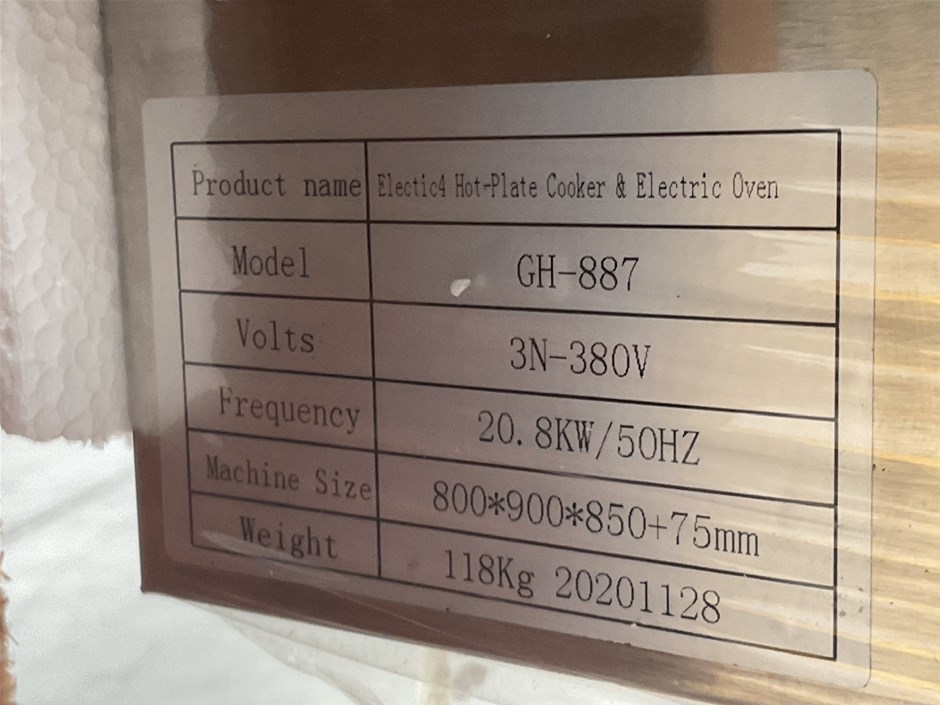 Product name Electic4 Hot-Plate Cooker & Electric Oven
Model GH-887
Volts 3N-380V
Frequency 20.8KW/50HZ
Machine Size 800*900*850+75mm
Weight 118Kg 20201128